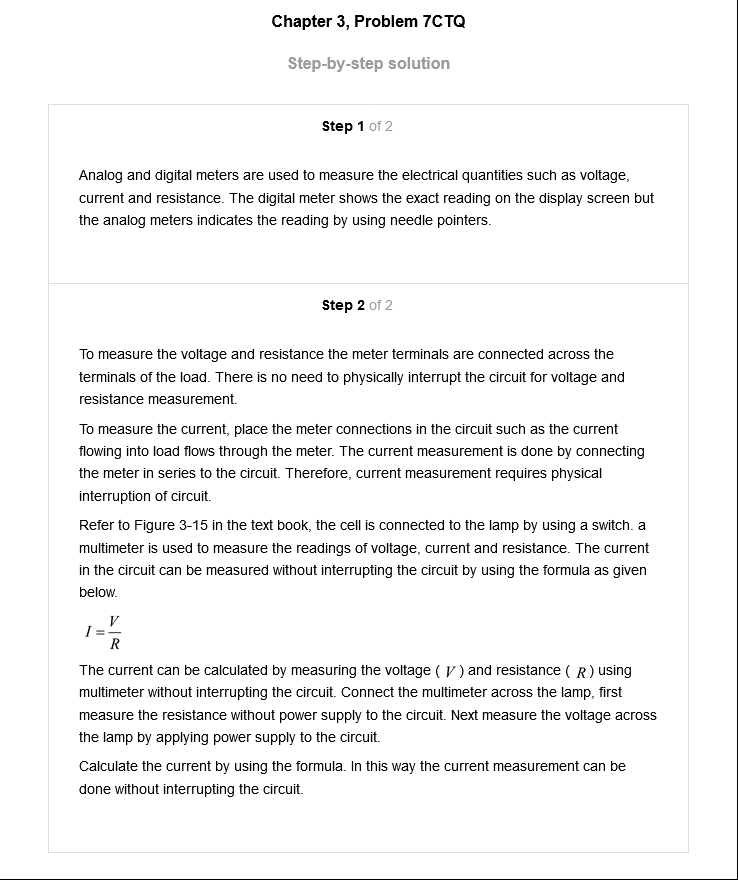 Chapter 3, Problem 7CTQ
Step-by-step solution
Step 1 of 2
Analog and digital meters are used to measure the electrical quantities such as voltage,
current and resistance. The digital meter shows the exact reading on the display screen but
the analog meters indicates the reading by using needle pointers.
Step 2 of 2
To measure the voltage and resistance the meter terminals are connected across the
terminals of the load. There is no need to physically interrupt the circuit for voltage and
resistance measurement.
To measure the current, place the meter connections in the circuit such as the current
flowing into load flows through the meter. The current measurement is done by connecting
the meter in series to the circuit. Therefore, current measurement requires physical
interruption of circuit.
Refer to Figure 3-15 in the text book, the cell is connected to the lamp by using a switch. a
multimeter is used to measure the readings of voltage, current and resistance. The current
in the circuit can be measured without interrupting the circuit by using the formula as given
below.
I = V/R
The current can be calculated by measuring the voltage ( V ) and resistance ( R ) using
multimeter without interrupting the circuit. Connect the multimeter across the lamp, first
measure the resistance without power supply to the circuit. Next measure the voltage across
the lamp by applying power supply to the circuit.
Calculate the current by using the formula. In this way the current measurement can be
done without interrupting the circuit.